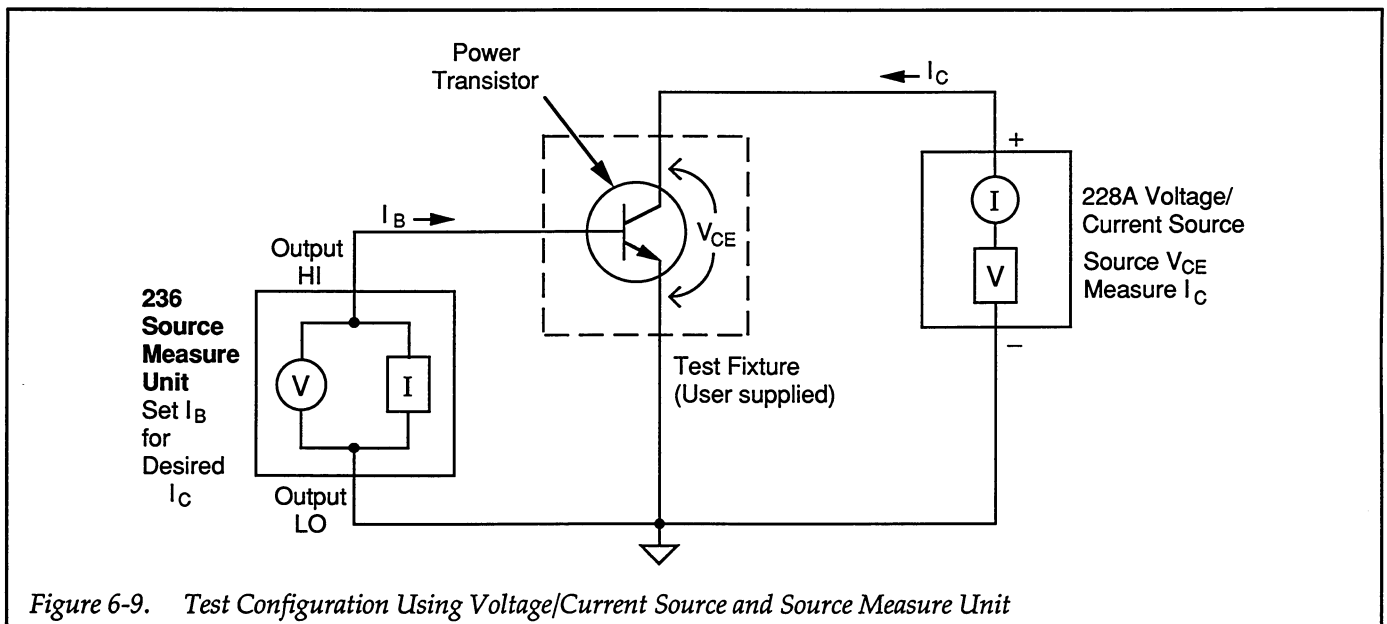 Power
Transistor
I_C
+
I
228A Voltage/
Current Source
V
Source V_CE
Measure I_C
–
I_B
V_CE
Output
HI
236
Source
Measure
Unit
Set I_B
for
Desired
I_C
V
I
Output
LO
Test Fixture
(User supplied)
Figure 6-9. Test Configuration Using Voltage/Current Source and Source Measure Unit